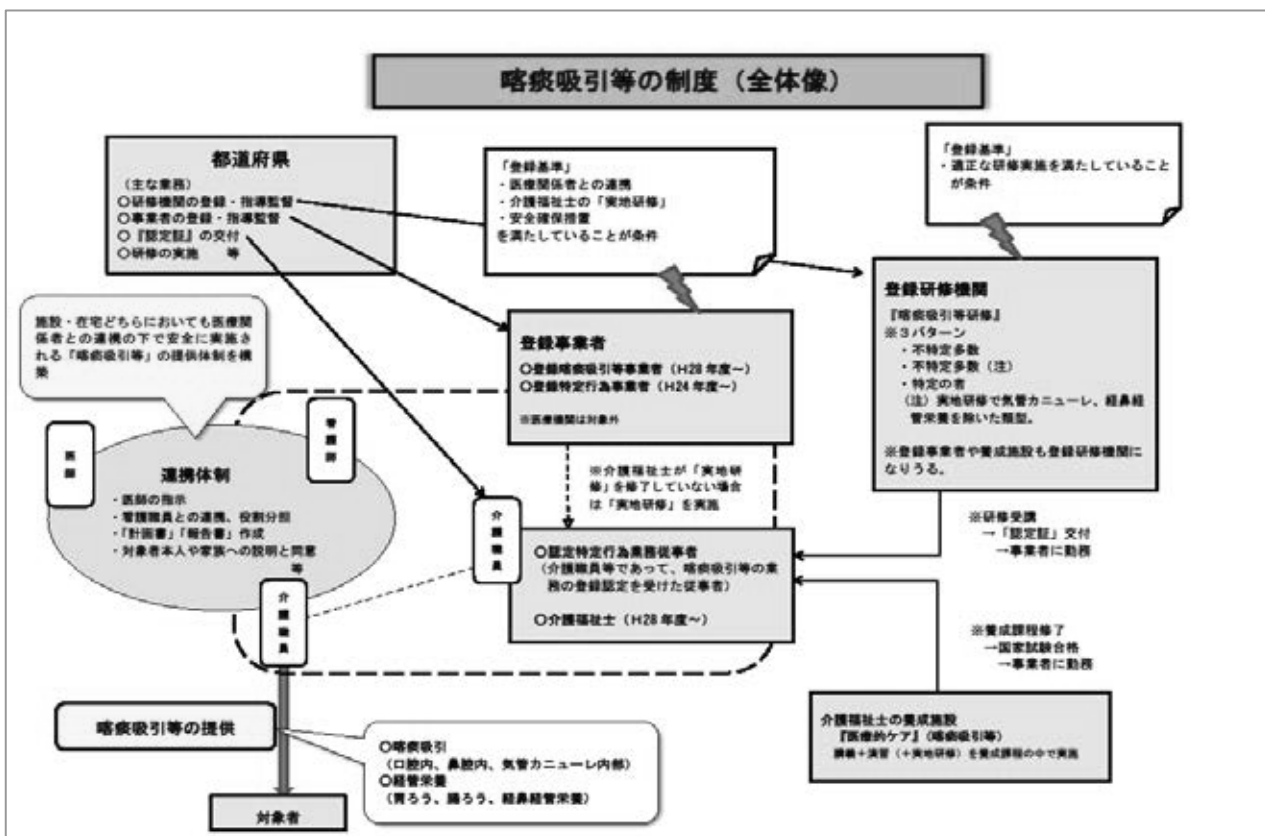 喀痰吸引等の制度（全体像）
都道府県
（主な業務）
○研修機関の登録・指導監督
○事業者の登録・指導監督
○『認定証』の交付
○研修の実施　等
「登録基準」
・医療関係者との連携
・介護福祉士の「実地研修」
・安全確保措置
を満たしていることが条件
「登録基準」
・適正な研修実施を満たしていること
が条件
施設・在宅どちらにおいても医療関
係者との連携の下で安全に実施さ
れる「喀痰吸引等」の提供体制を構
築
登録事業者
○登録喀痰吸引等事業者（H28年度～）
○登録特定行為事業者（H24年度～）
※医療機関は対象外
登録研修機関
『喀痰吸引等研修』
※３パターン
・不特定多数
・不特定多数（注）
・特定の者
（注）実地研修で気管カニューレ、経鼻経
管栄養を除いた類型。
※登録事業者や養成施設も登録研修機関に
なりうる。
医師
看護師
連携体制
・医師の指示
・看護職員との連携、役割分担
・「計画書」「報告書」作成
・対象者本人や家族への説明と同意
等
介護職員
※介護福祉士が「実地研
修」を修了していない場合
は「実地研修」を実施
介護職員
○認定特定行為業務従事者
（介護職員等であって、喀痰吸引等の業
務の登録認定を受けた従事者）
○介護福祉士（H28年度～）
※研修受講
→「認定証」交付
→事業者に勤務
※養成課程修了
→国家試験合格
→事業者に勤務
介護福祉士の養成施設
『医療的ケア』（喀痰吸引等）
講義＋演習（＋実地研修）を養成課程の中で実施
喀痰吸引等の提供
○喀痰吸引
（口腔内、鼻腔内、気管カニューレ内部）
○経管栄養
（胃ろう、腸ろう、経鼻経管栄養）
対象者